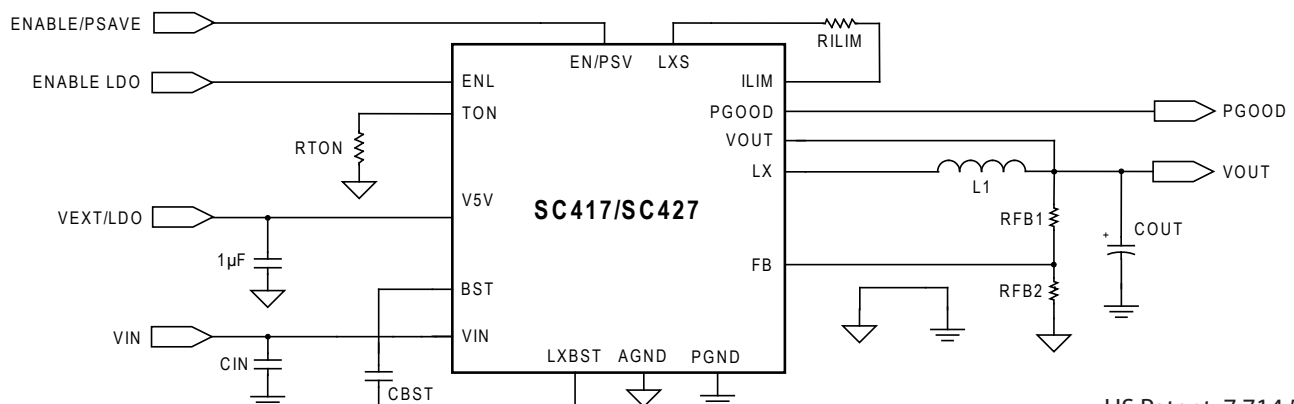 ENABLE/PSAVE
RILIM
EN/PSV
LXS
ENABLE LDO
ENL
ILIM
TON
PGOOD
PGOOD
RTON
VOUT
LX
VOUT
L1
V5V
SC417/SC427
VEXT/LDO
RFB1
COUT
+
1µF
FB
BST
RFB2
VIN
VIN
CIN
LXBST
AGND
PGND
CBST